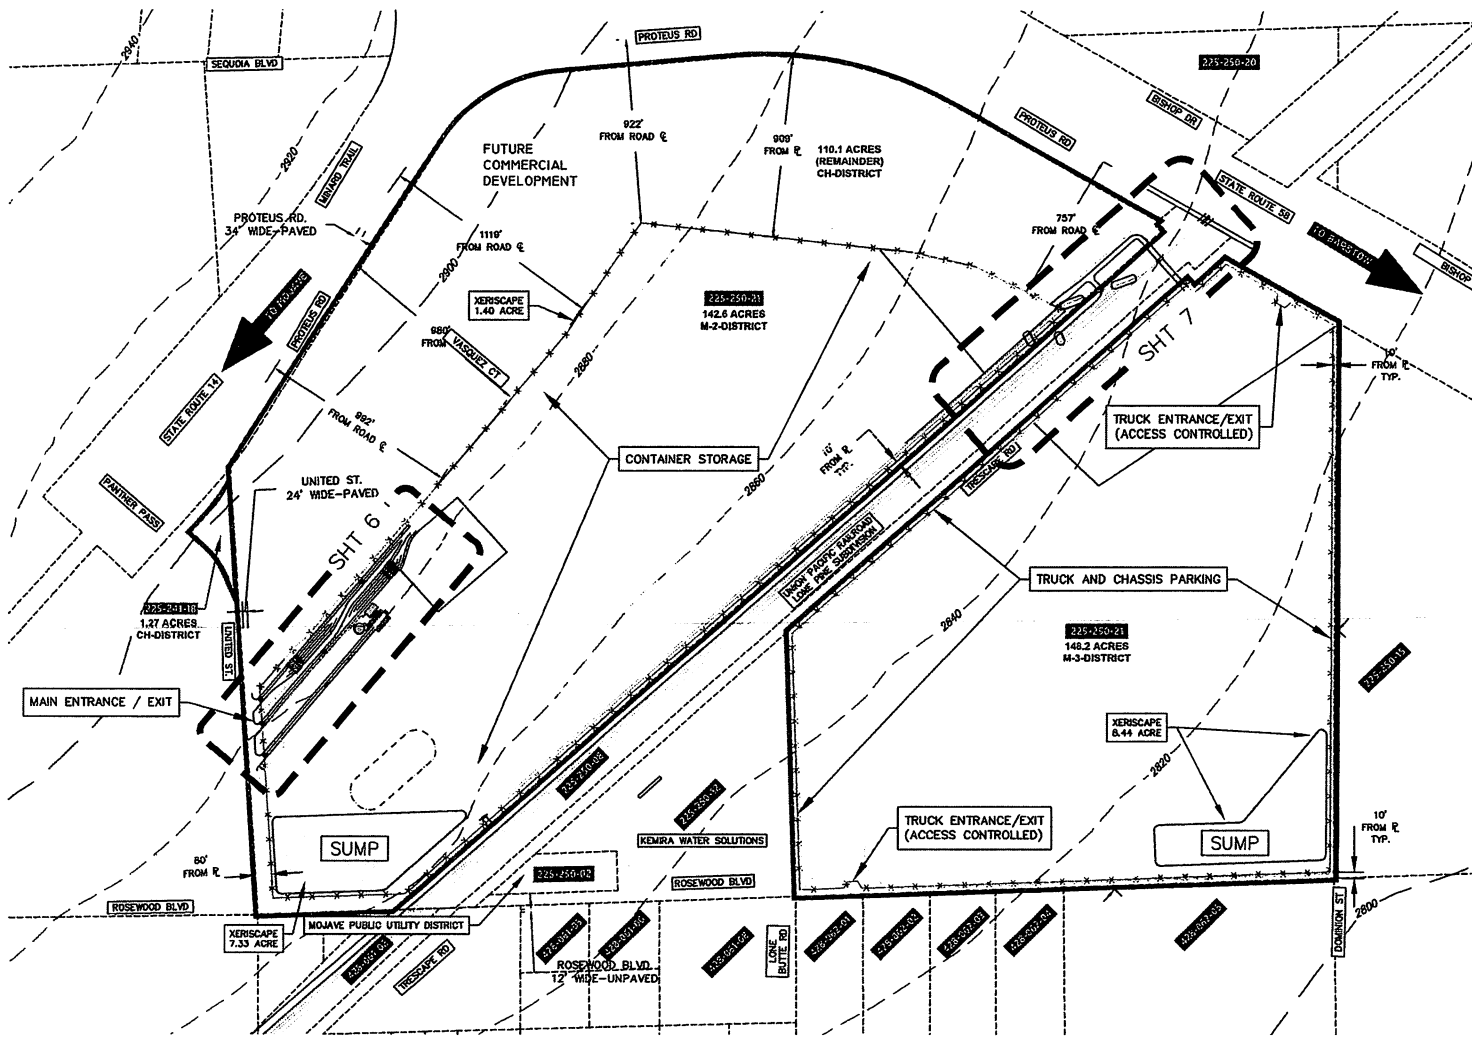 2940
SEQUOIA BLVD
PROTEUS RD
225-250-20
BISHOP DR
PROTEUS RD
922'
FROM ROAD ℄
909'
FROM ℄
110.1 ACRES
(REMAINDER)
CH-DISTRICT
FUTURE
COMMERCIAL
DEVELOPMENT
2920
MINARD TRAIL
STATE ROUTE 58
TO BARSTOW
BISHOP
PROTEUS RD.
34' WIDE-PAVED
1119'
FROM ROAD ℄
757'
FROM ROAD ℄
2900
TO MOJAVE
PROTEUS RD
XERISCAPE
1.40 ACRE
225-250-21
142.6 ACRES
M-2-DISTRICT
SHT 7
980'
FROM
VASQUEZ CT
2880
10'
FROM ℄
TYP.
STATE ROUTE 14
992'
FROM ROAD ℄
TRUCK ENTRANCE/EXIT
(ACCESS CONTROLLED)
CONTAINER STORAGE
10'
FROM ℄
TYP.
TRESCAPE RD
2860
PANTHER PASS
UNITED ST.
24' WIDE-PAVED
SHT 6
UNION PACIFIC RAILROAD
LONE PINE SUBDIVISION
TRUCK AND CHASSIS PARKING
225-241-18
1.27 ACRES
CH-DISTRICT
UNITED ST.
2840
225-250-21
148.2 ACRES
M-3-DISTRICT
225-250-15
MAIN ENTRANCE / EXIT
XERISCAPE
8.44 ACRE
2820
225-250-08
225-250-12
KEMIRA WATER SOLUTIONS
TRUCK ENTRANCE/EXIT
(ACCESS CONTROLLED)
SUMP
SUMP
10'
FROM ℄
TYP.
80'
FROM ℄
225-250-02
ROSEWOOD BLVD
ROSEWOOD BLVD
2800
MOJAVE PUBLIC UTILITY DISTRICT
XERISCAPE
7.33 ACRE
TRESCAPE RD
ROSEWOOD BLVD
12' WIDE-UNPAVED
LONE
BUTTE RD
428-062-01
428-062-05
DOMINION ST